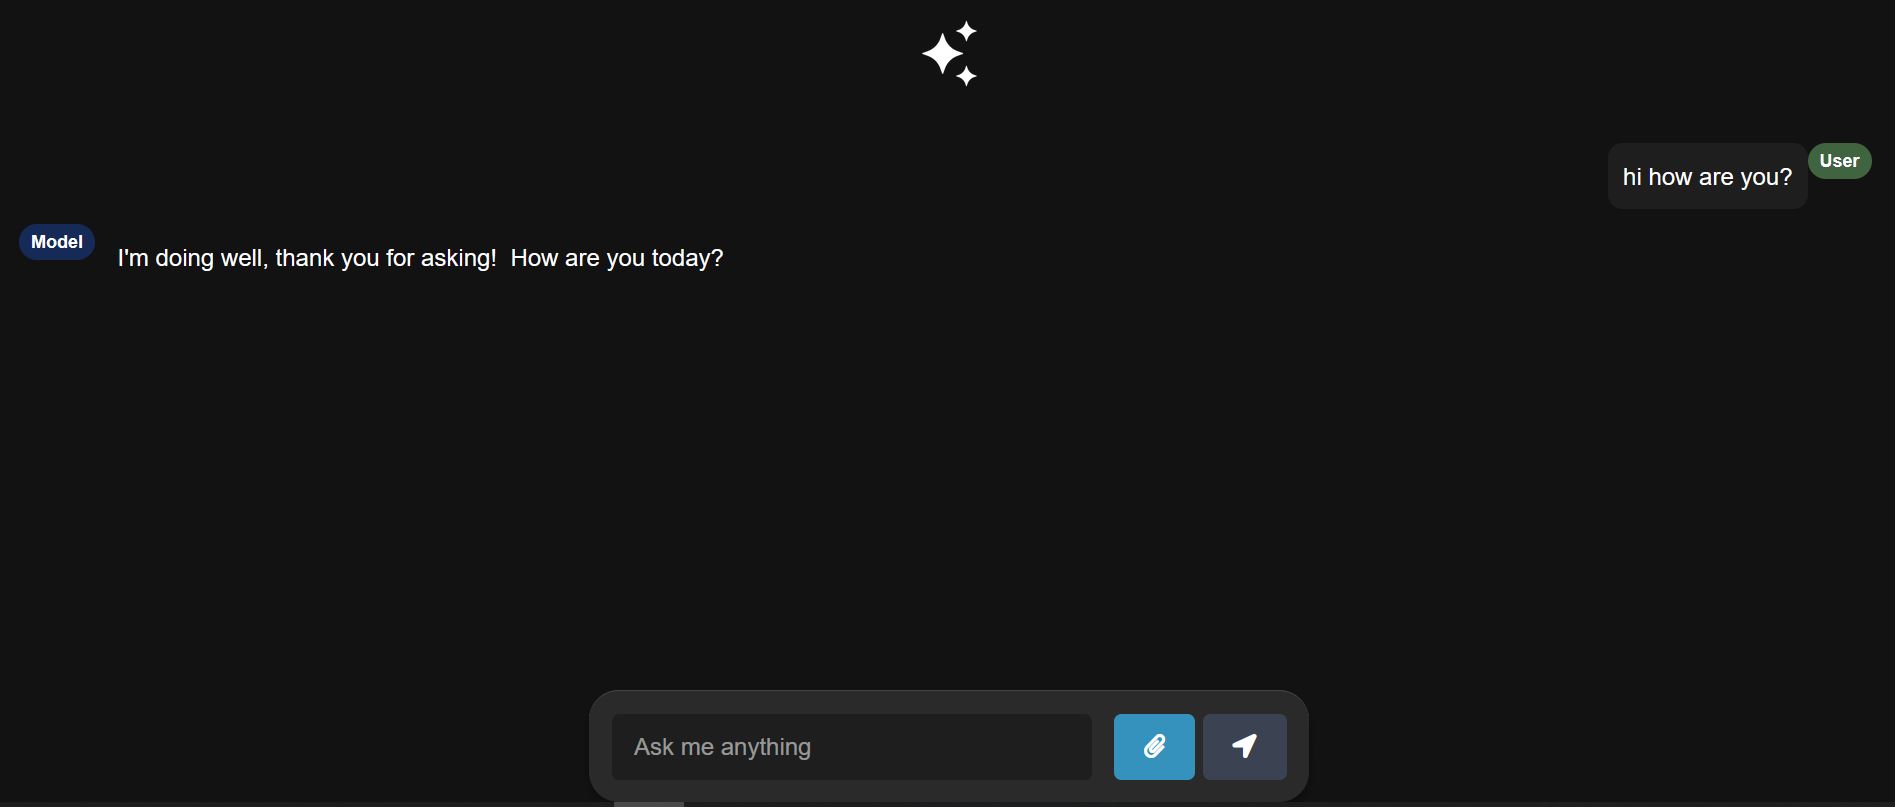 hi how are you?
User
Model
I'm doing well, thank you for asking!  How are you today?
Ask me anything